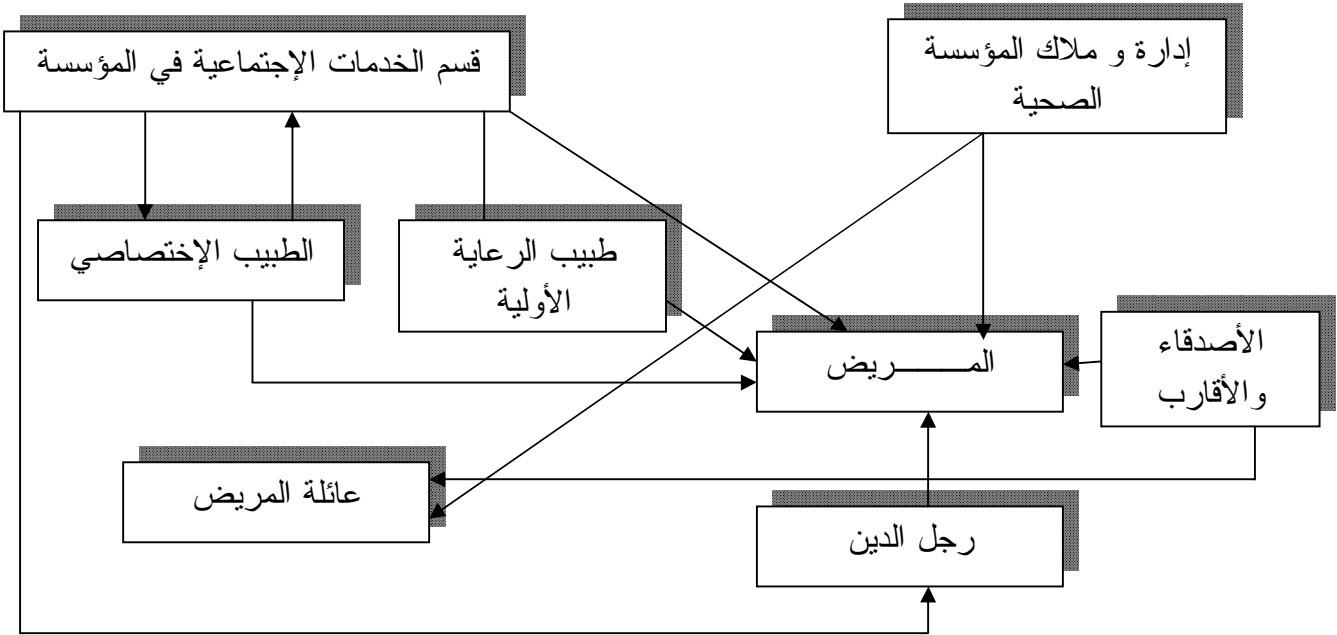 إدارة و ملاك المؤسسة
الصحية
قسم الخدمات الإجتماعية في المؤسسة
طبيب الرعاية
الأولية
الطبيب الإختصاصي
الأصدقاء
والأقارب
المـــــــريض
عائلة المريض
رجل الدين